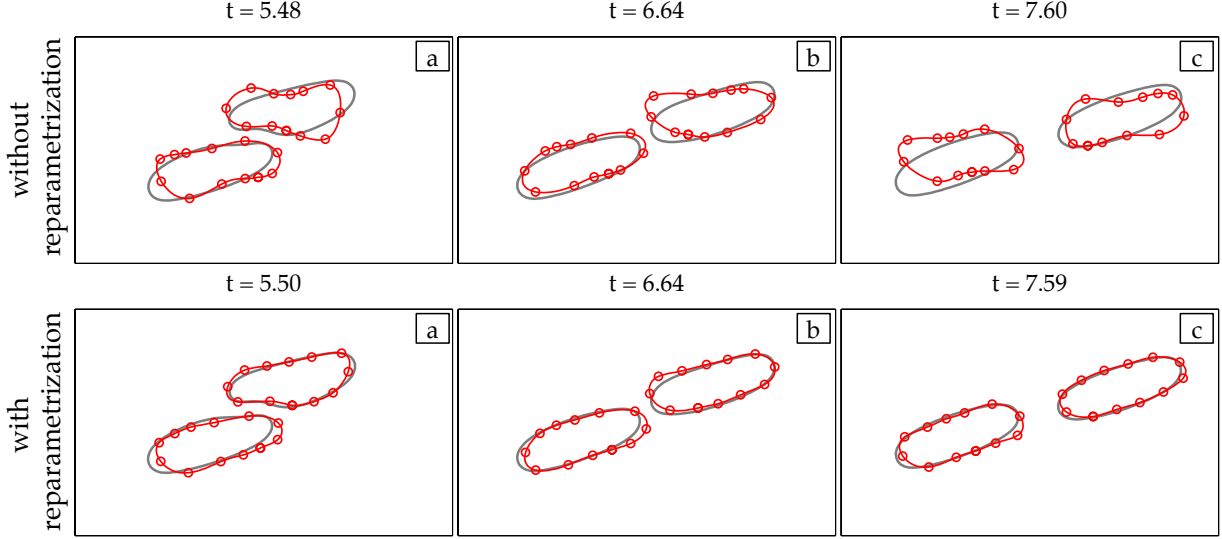 t = 5.48
t = 6.64
t = 7.60
without
reparametrization
a
b
c
t = 5.50
t = 6.64
t = 7.59
with
reparametrization
a
b
c